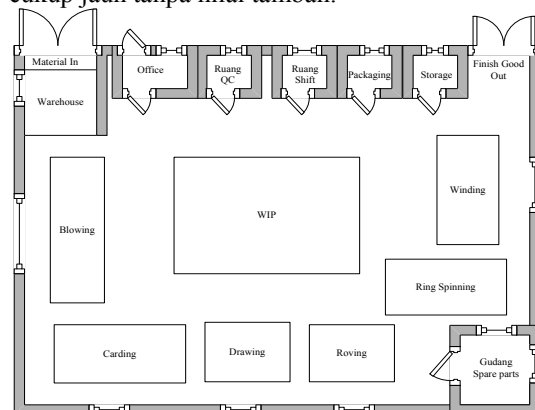 cukup jauh tanpa nilai tambah.
Material In
Warehouse
Office
Ruang
QC
Ruang
Shift
Packaging
Storage
Finish Good
Out
Blowing
WIP
Winding
Ring Spinning
Carding
Drawing
Roving
Gudang
Spare parts